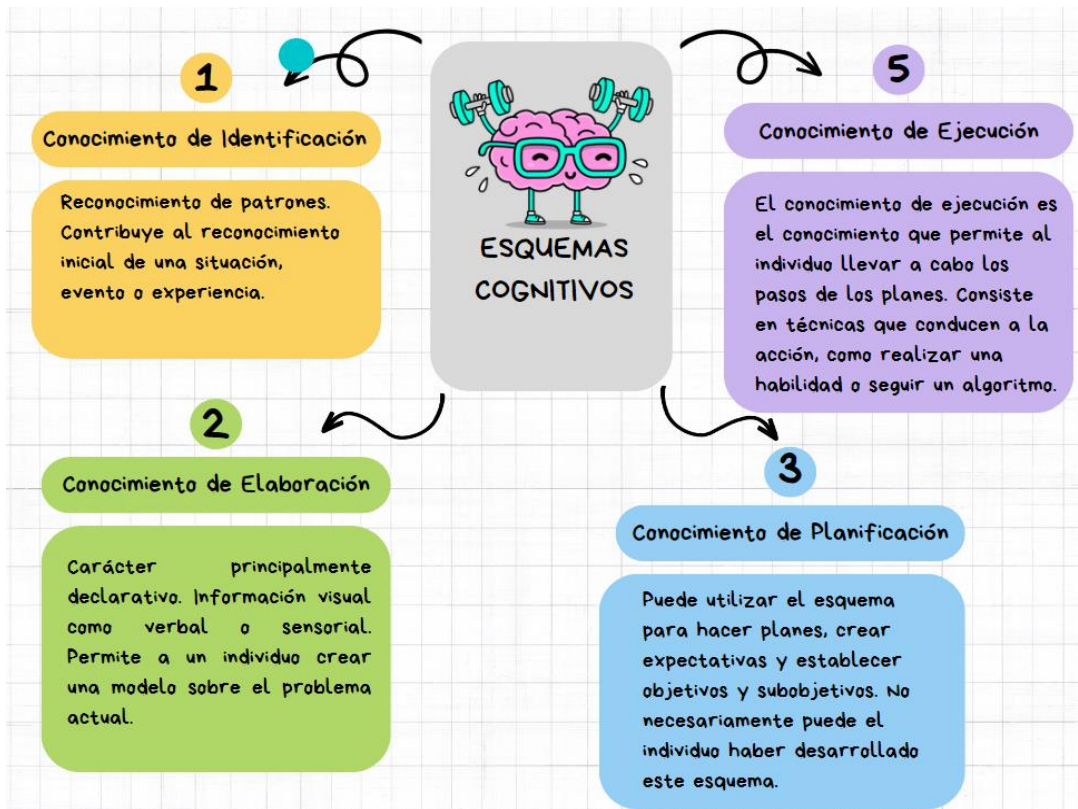 ESQUEMAS
COGNITIVOS
1
Conocimiento de Identificación
Reconocimiento de patrones.
Contribuye al reconocimiento
inicial de una situación,
evento o experiencia.
2
Conocimiento de Elaboración
Carácter principalmente
declarativo. Información visual
como verbal o sensorial.
Permite a un individuo crear
una modelo sobre el problema
actual.
3
Conocimiento de Planificación
Puede utilizar el esquema
para hacer planes, crear
expectativas y establecer
objetivos y subobjetivos. No
necesariamente puede el
individuo haber desarrollado
este esquema.
5
Conocimiento de Ejecución
El conocimiento de ejecución es
el conocimiento que permite al
individuo llevar a cabo los
pasos de los planes. Consiste
en técnicas que conducen a la
acción, como realizar una
habilidad o seguir un algoritmo.